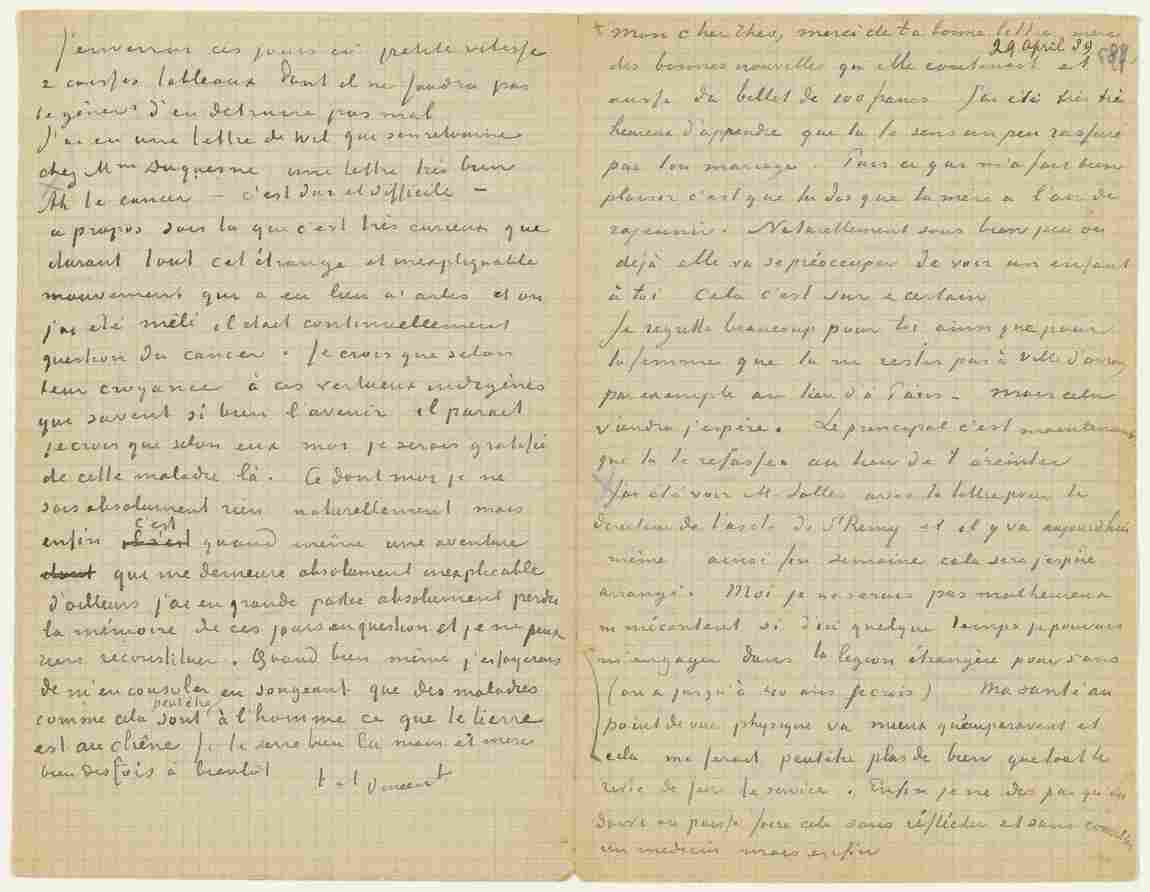 J'enverrai ces jours ci petite vitesse
2 caisses tableaux dont il ne faudra pas
te gêner d'en detruire pas mal
J'ai eu une lettre de Wil qui s'en retourne
chez Mme Duquesne une lettre très bien
Ah le cancer – c'est dur et difficile –
a propos sais tu que c'est très curieux que
durant tout cet étrange et inexpliquable
mouvement qui a eu lieu à Arles et où
j'ai été mêlé il etait continuellement
question du cancer. Je crois que selon
leur croyance à ces vertueux indigènes
qui savent si bien l'avenir il parait
je crois que selon eux moi je serais gratifié
de cette maladie là. Ce dont moi je ne
sais absolument rien naturellement mais
c'est
enfin quand même une aventure
qui me demeure absolument inexplicable
D'ailleurs j'ai en grande partie absolument perdu
la mémoire de ces jours en question et je ne peux
rien reconstituer. Quand bien même j'essayerais
de m'en consoler en songeant que des maladies
peutêtre
comme cela sont à l'homme ce que le lierre
est au chêne Je te serre bien la main et merci
bien des fois à bientôt
t. à t. Vincent
Mon cher Theo, merci de ta bonne lettre, merci
29 April 89
des bonnes nouvelles qu'elle contenait et
aussi du billet de 100 francs J'ai été très très
heureux d'apprendre que tu te sens un peu rassuré
par ton mariage. Puis ce qui m'a fait bien
plaisir c'est que tu dis que la mère a l'air de
rajeunir. Naturellement sous bien peu ou
déjà elle va se préoccuper de voir un enfant
à toi Cela c'est sur & certain
Je regrette beaucoup pour toi ainsi que pour
ta femme que tu ne restes pas à Ville d'avray
par exemple au lieu d'à Paris – mais cela
viendra j'espère. Le principal c'est maintenant
que tu te refasses au lieu de t'éreinter
J'ai été voir M. Salles avec ta lettre pour le
directeur de l'asile de St Remy et il y va aujourd'hui
même ainsi fin semaine cela sera j'espère
arrangé. Moi je ne serais pas malheureux
ni mécontent si d'ici quelque temps je pouvais
m'engager dans la légion étrangère pour 5 ans
(on a jusqu'à 40 ans je crois) Ma santé au
point de vue physique va mieux qu'auparavant et
cela me ferait peutêtre plus de bien que tout le
reste de faire le service. Enfin je ne dis pas qu'on
doive ou puisse faire cela sans réfléchir et sans consulter
un medecin mais enfin